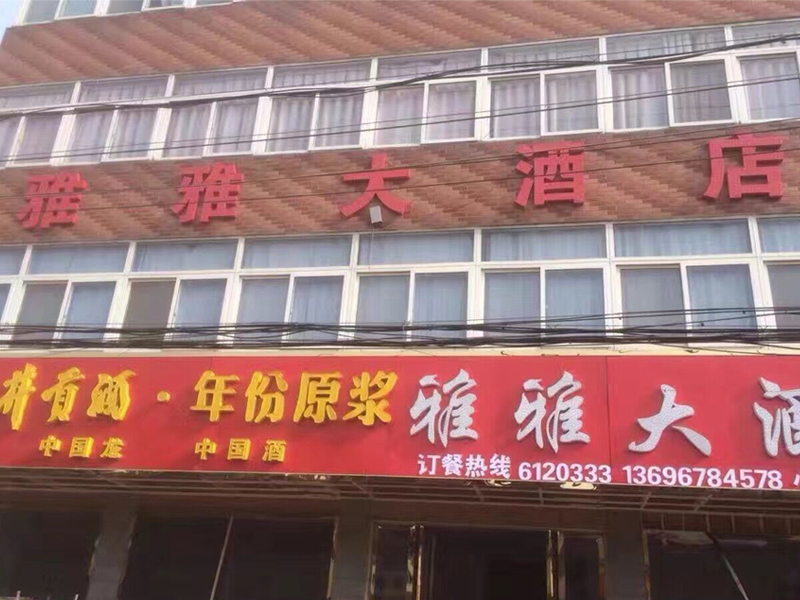 雅雅大酒店
井贡酒·年份原浆
中国龙 中国酒
雅雅大酒
订餐热线 6120333 13696784578